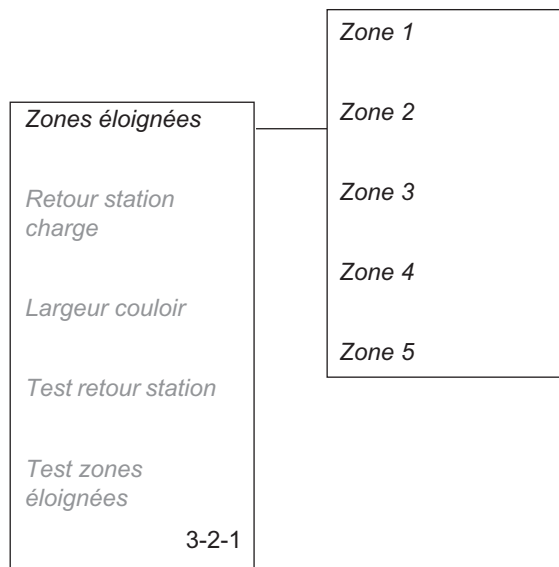 Zones éloignées
Retour station
charge
Largeur couloir
Test retour station
Test zones
éloignées
3-2-1
Zone 1
Zone 2
Zone 3
Zone 4
Zone 5